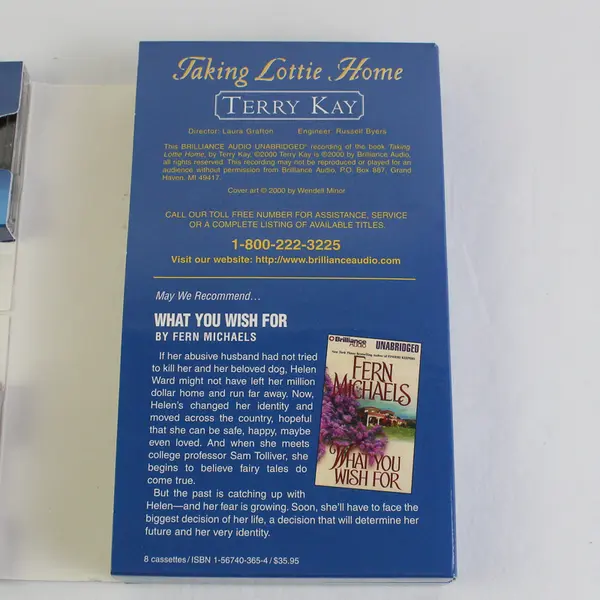 Taking Lottie Home
TERRY KAY
Director: Laura Grafton Engineer: Russell Byers
This BRILLIANCE AUDIO UNABRIDGED® recording of the book Taking
Lottie Home, by Terry Kay, ©2000 Terry Kay is ℗2000 by Brilliance Audio,
all rights reserved. This recording may not be reproduced or played for an
audience without permission from Brilliance Audio, P.O. Box 887, Grand
Haven, MI 49417.
Cover art © 2000 by Wendell Minor
CALL OUR TOLL FREE NUMBER FOR ASSISTANCE, SERVICE
OR A COMPLETE LISTING OF AVAILABLE TITLES.
1-800-222-3225
Visit our website: http://www.brillianceaudio.com
May We Recommend...
WHAT YOU WISH FOR
BY FERN MICHAELS
If her abusive husband had not tried
to kill her and her beloved dog, Helen
Ward might not have left her million
dollar home and run far away. Now,
Helen's changed her identity and
moved across the country, hopeful
that she can be safe, happy, maybe
even loved. And when she meets
college professor Sam Tolliver, she
begins to believe fairy tales do
come true.
But the past is catching up with
Helen—and her fear is growing. Soon, she'll have to face the
biggest decision of her life, a decision that will determine her
future and her very identity.
Brilliance AUDIO UNABRIDGED
New York Times Bestselling Author of
FERN
MICHAELS
WHAT YOU
WISH FOR
8 cassettes/ISBN 1-56740-365-4/$35.95